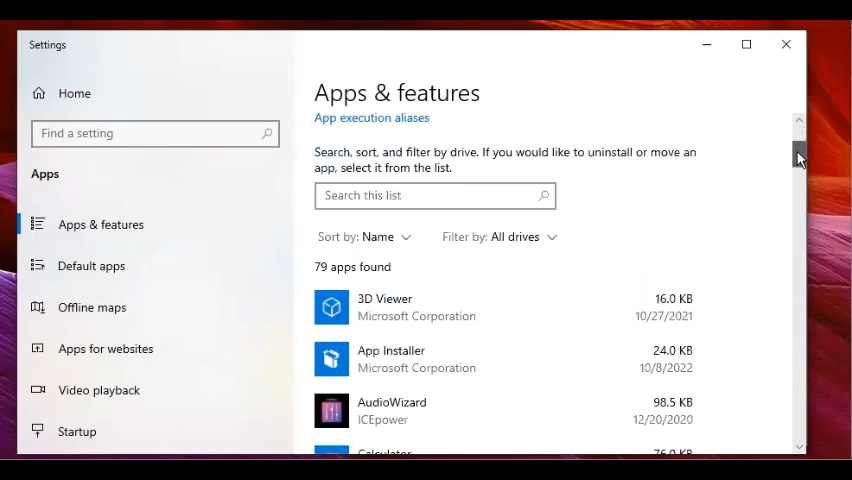 Settings
Home
Find a setting
Apps
Apps & features
Default apps
Offline maps
Apps for websites
Video playback
Startup
Apps & features
App execution aliases
Search, sort, and filter by drive. If you would like to uninstall or move an
app, select it from the list.
Search this list
Sort by: Name Filter by: All drives
79 apps found
3D Viewer 16.0 KB
Microsoft Corporation 10/27/2021
App Installer 24.0 KB
Microsoft Corporation 10/8/2022
AudioWizard 98.5 KB
ICEpower 12/20/2020
Calculator 76.0 KB